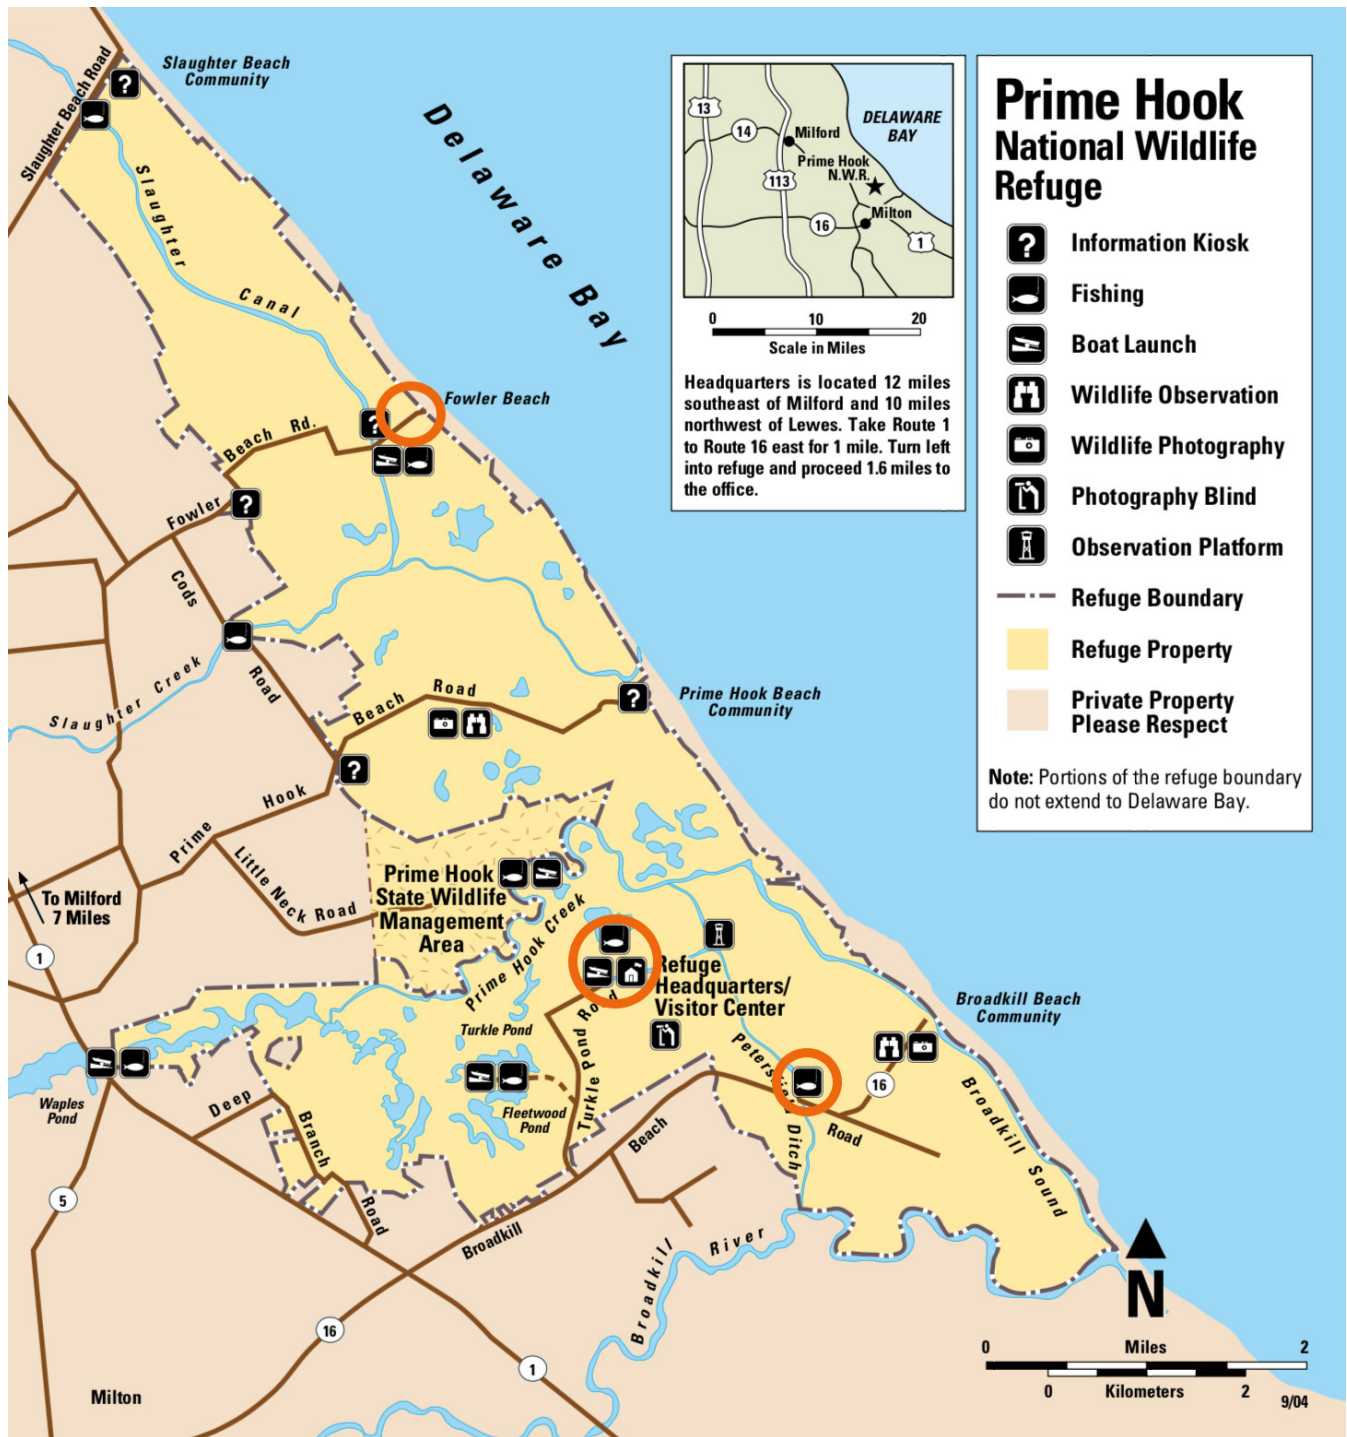 Slaughter Beach
Community
Slaughter Beach Road
Slaughter
Canal
Delaware Bay
Fowler Beach
Beach Rd.
Fowler
Cods
Road
Slaughter Creek
Beach Road
Prime Hook Beach
Community
Prime Hook
Little Neck Road
To Milford
7 Miles
1
Prime Hook
State Wildlife
Management
Area
Prime Hook Creek
Refuge
Headquarters/
Visitor Center
Turkle Pond
Turkle Pond Road
Fleetwood
Pond
Waples
Pond
Deep
Branch
Road
5
Broadkill
Beach
Road
16
Broadkill Beach
Community
Broadkill Sound
Ditch
Broadkill River
16
1
Milton
13
14
Milford
DELAWARE
BAY
Prime Hook
N.W.R.
113
16
Milton
1
0 10 20
Scale in Miles
Headquarters is located 12 miles
southeast of Milford and 10 miles
northwest of Lewes. Take Route 1
to Route 16 east for 1 mile. Turn left
into refuge and proceed 1.6 miles to
the office.
Prime Hook
National Wildlife
Refuge
? Information Kiosk
Fishing
Boat Launch
Wildlife Observation
Wildlife Photography
Photography Blind
Observation Platform
Refuge Boundary
Refuge Property
Private Property
Please Respect
Note: Portions of the refuge boundary
do not extend to Delaware Bay.
N
0 Miles 2
0 Kilometers 2
9/04